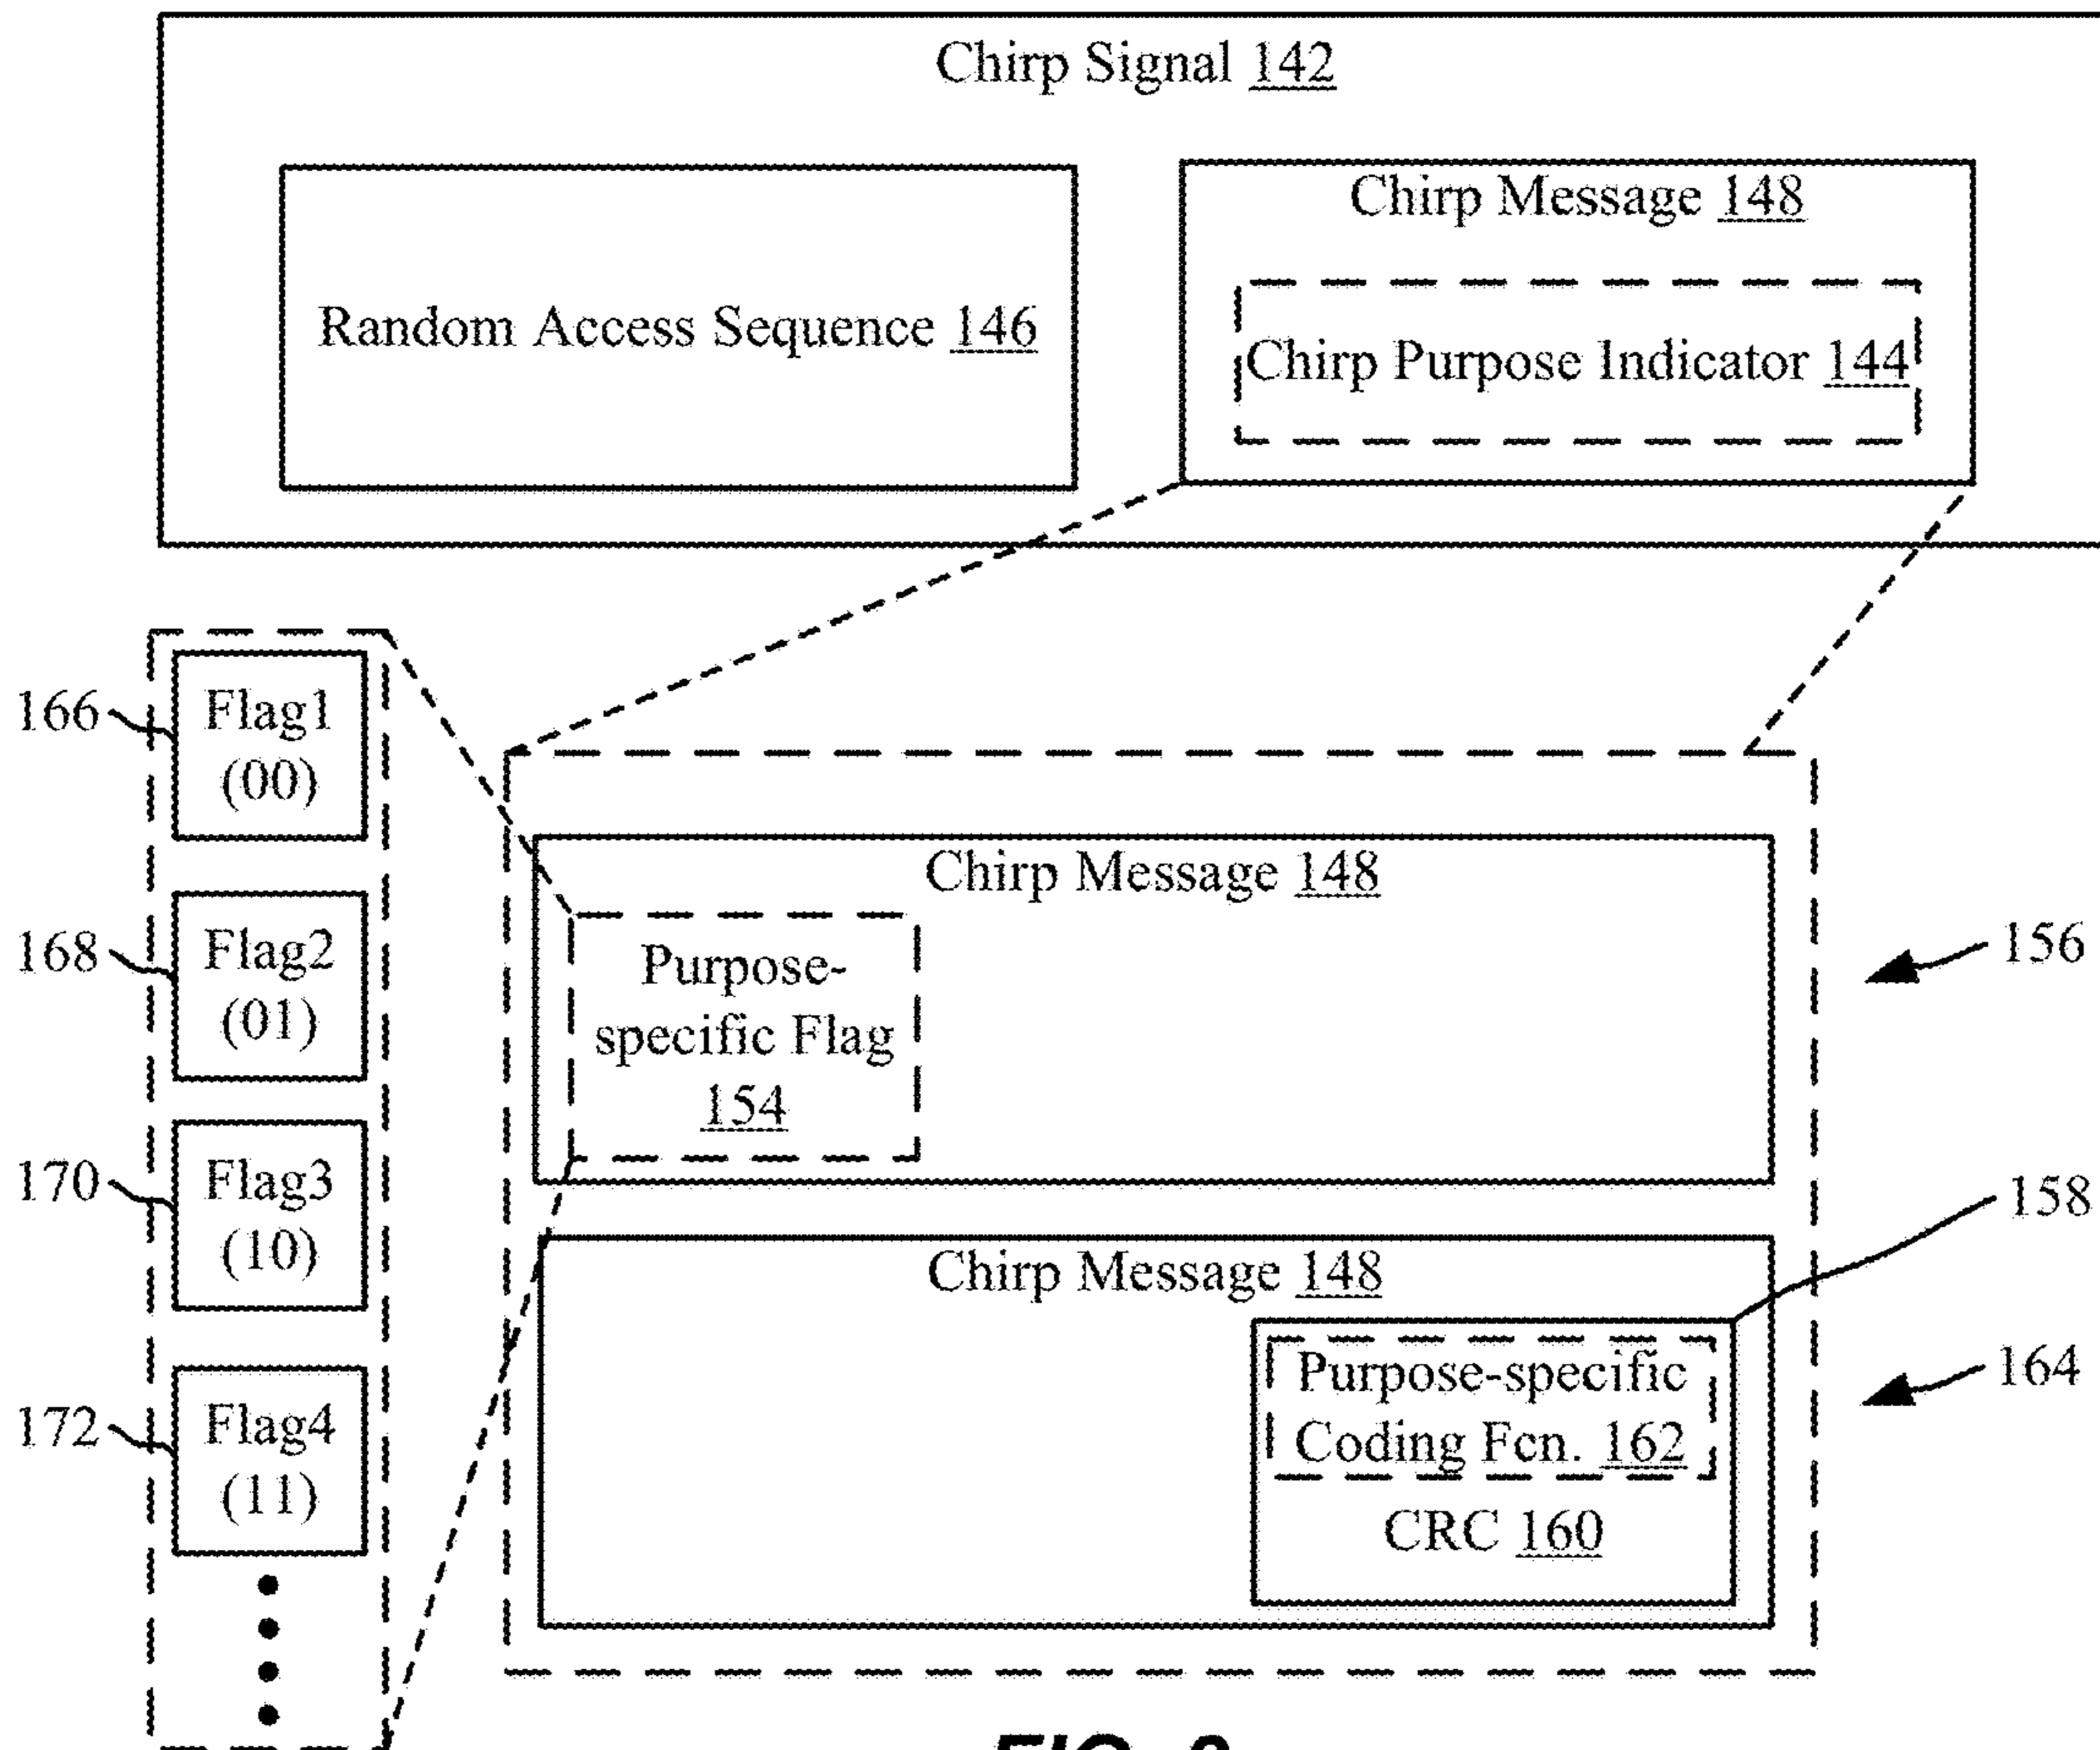 Chirp Signal 142
Random Access Sequence 146
Chirp Message 148
Chirp Purpose Indicator 144
166
Flag1
(00)
168
Flag2
(01)
170
Flag3
(10)
172
Flag4
(11)
Chirp Message 148
Purpose-
specific Flag
154
156
Chirp Message 148
158
Purpose-specific
Coding Fcn. 162
CRC 160
164